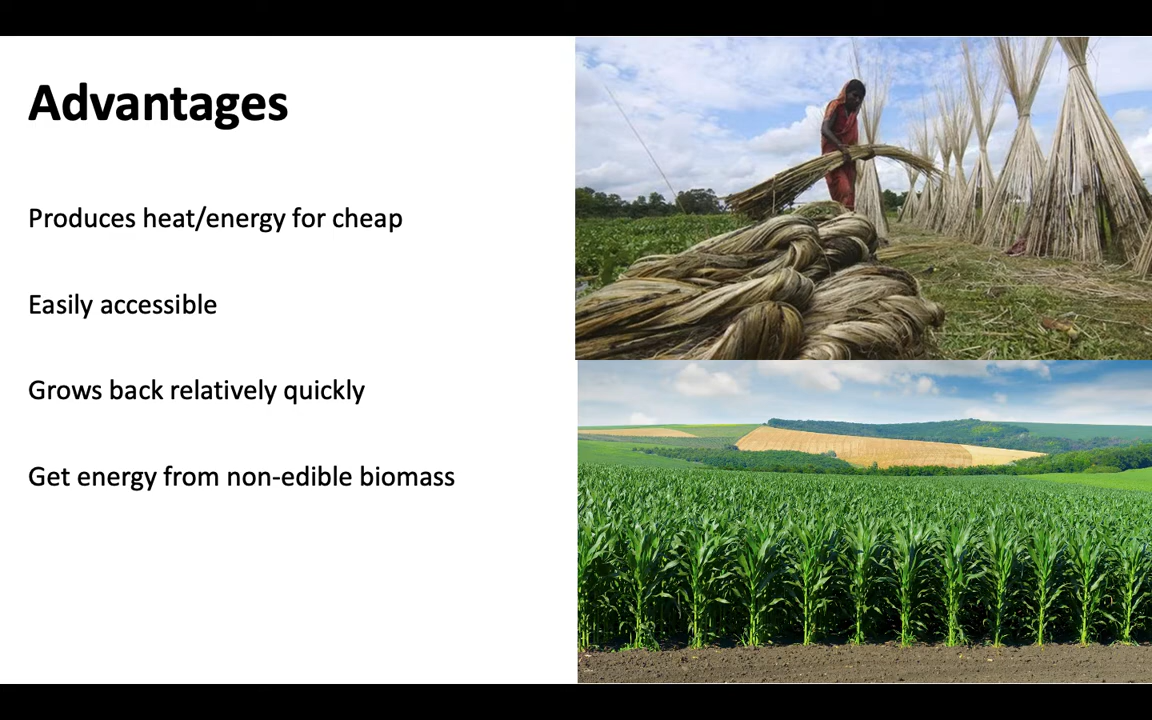 Advantages
Produces heat/energy for cheap
Easily accessible
Grows back relatively quickly
Get energy from non-edible biomass